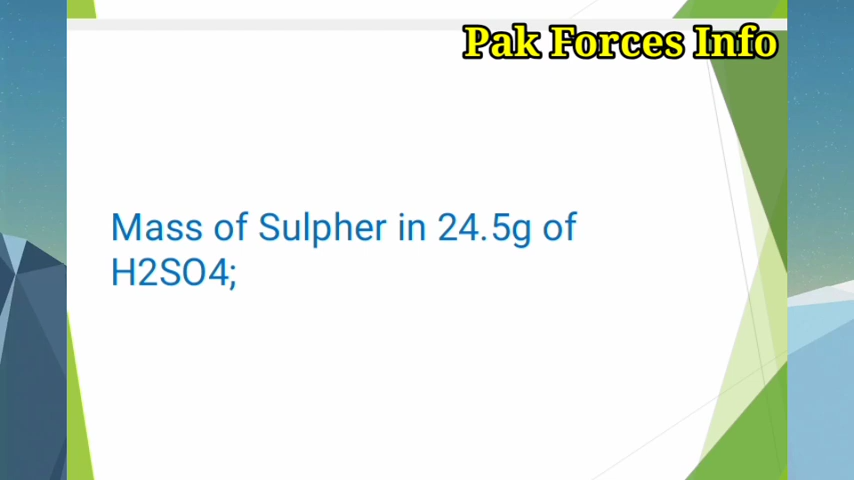 Pak Forces Info
Mass of Sulpher in 24.5g of
H2SO4;